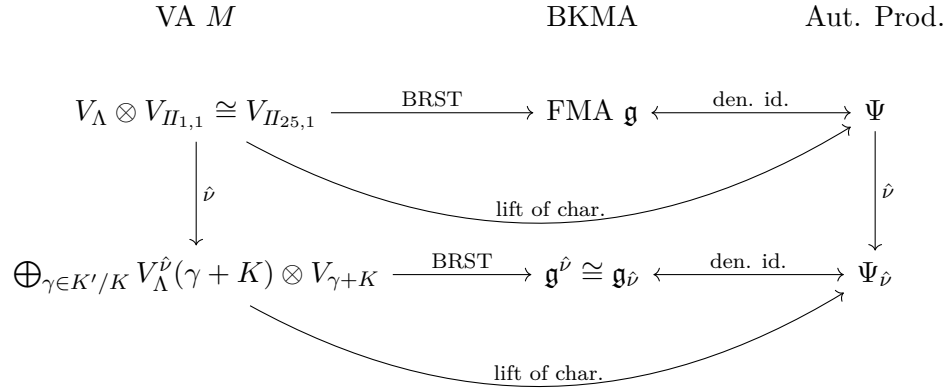 VA M BKMA Aut. Prod.
V_Λ ⊗ V_{II_{1,1}} ≅ V_{II_{25,1}} BRST FMA 𝔤 den. id. Ψ
ν̂ ν̂
lift of char.
⊕_{γ∈K′/K} V_Λ^{ν̂}(γ + K) ⊗ V_{γ+K} BRST 𝔤^{ν̂} ≅ 𝔤_{ν̂} den. id. Ψ_{ν̂}
lift of char.